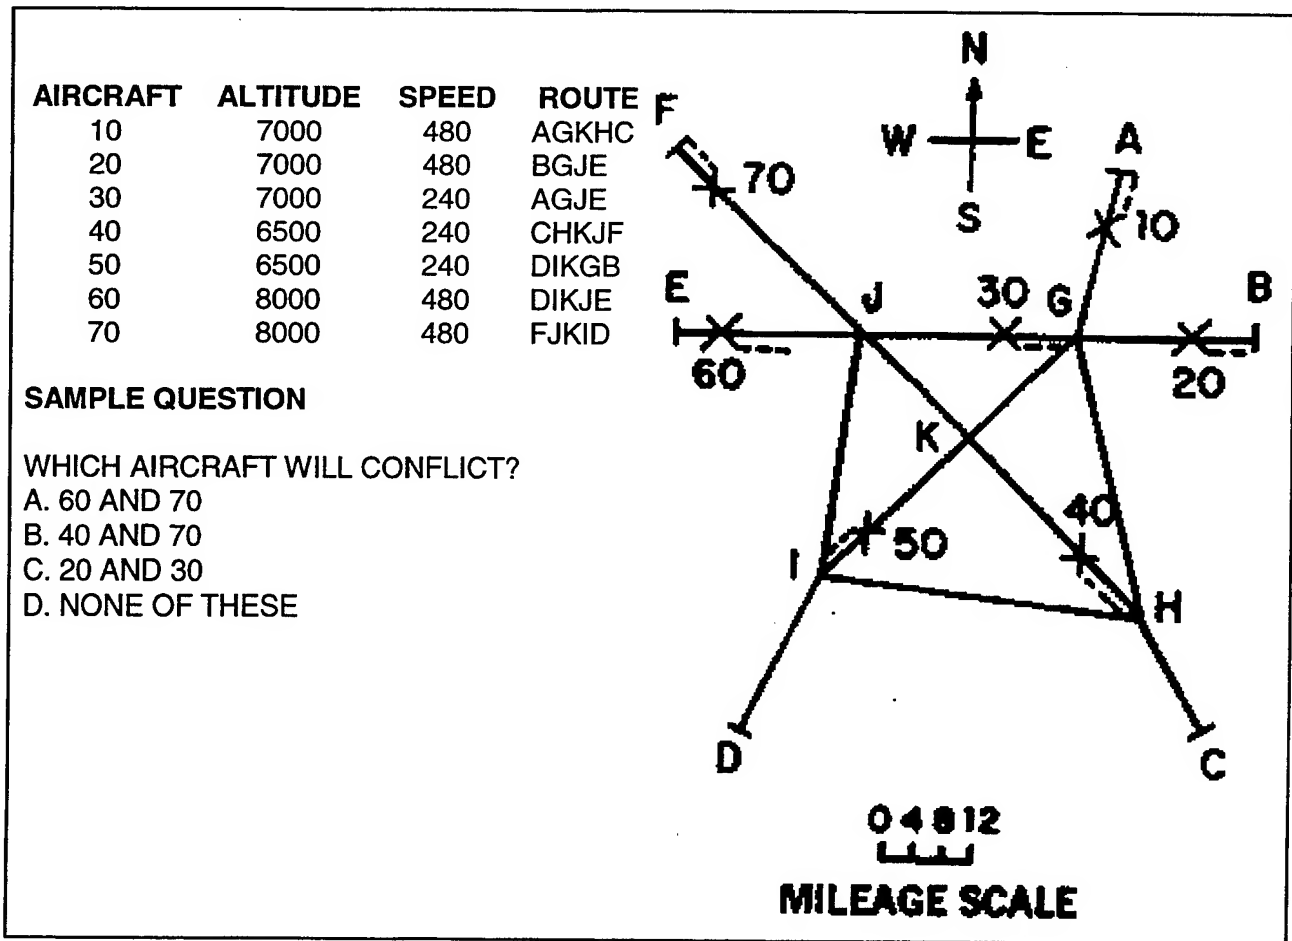 AIRCRAFT ALTITUDE SPEED ROUTE
10 7000 480 AGKHC
20 7000 480 BGJE
30 7000 240 AGJE
40 6500 240 CHKJF
50 6500 240 DIKGB
60 8000 480 DIKJE
70 8000 480 FJKID
SAMPLE QUESTION
WHICH AIRCRAFT WILL CONFLICT?
A. 60 AND 70
B. 40 AND 70
C. 20 AND 30
D. NONE OF THESE
N
W E
S
F
70
A
10
E
J
30
G
B
60
20
K
40
50
I
H
D
C
0 4 8 12
MILEAGE SCALE